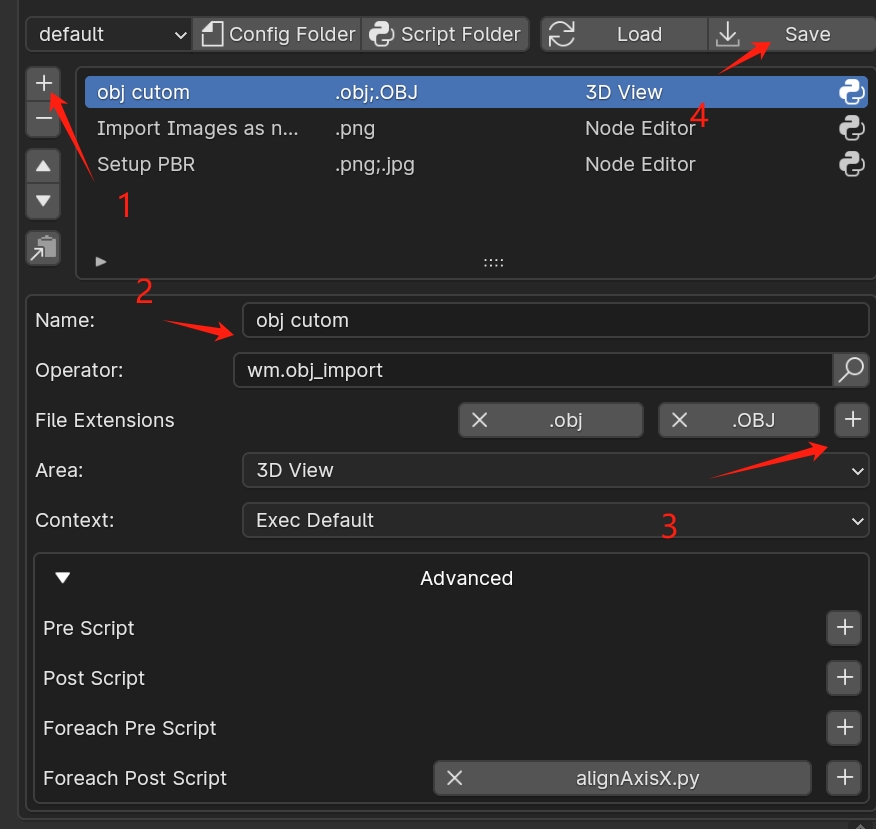 default Config Folder Script Folder Load Save
obj cutom .obj;.OBJ 3D View
4
Import Images as n... .png Node Editor
Setup PBR .png;.jpg Node Editor
1
2
Name: obj cutom
Operator: wm.obj_import
File Extensions .obj .OBJ
Area: 3D View
Context: Exec Default
3
Advanced
Pre Script
Post Script
Foreach Pre Script
Foreach Post Script alignAxisX.py